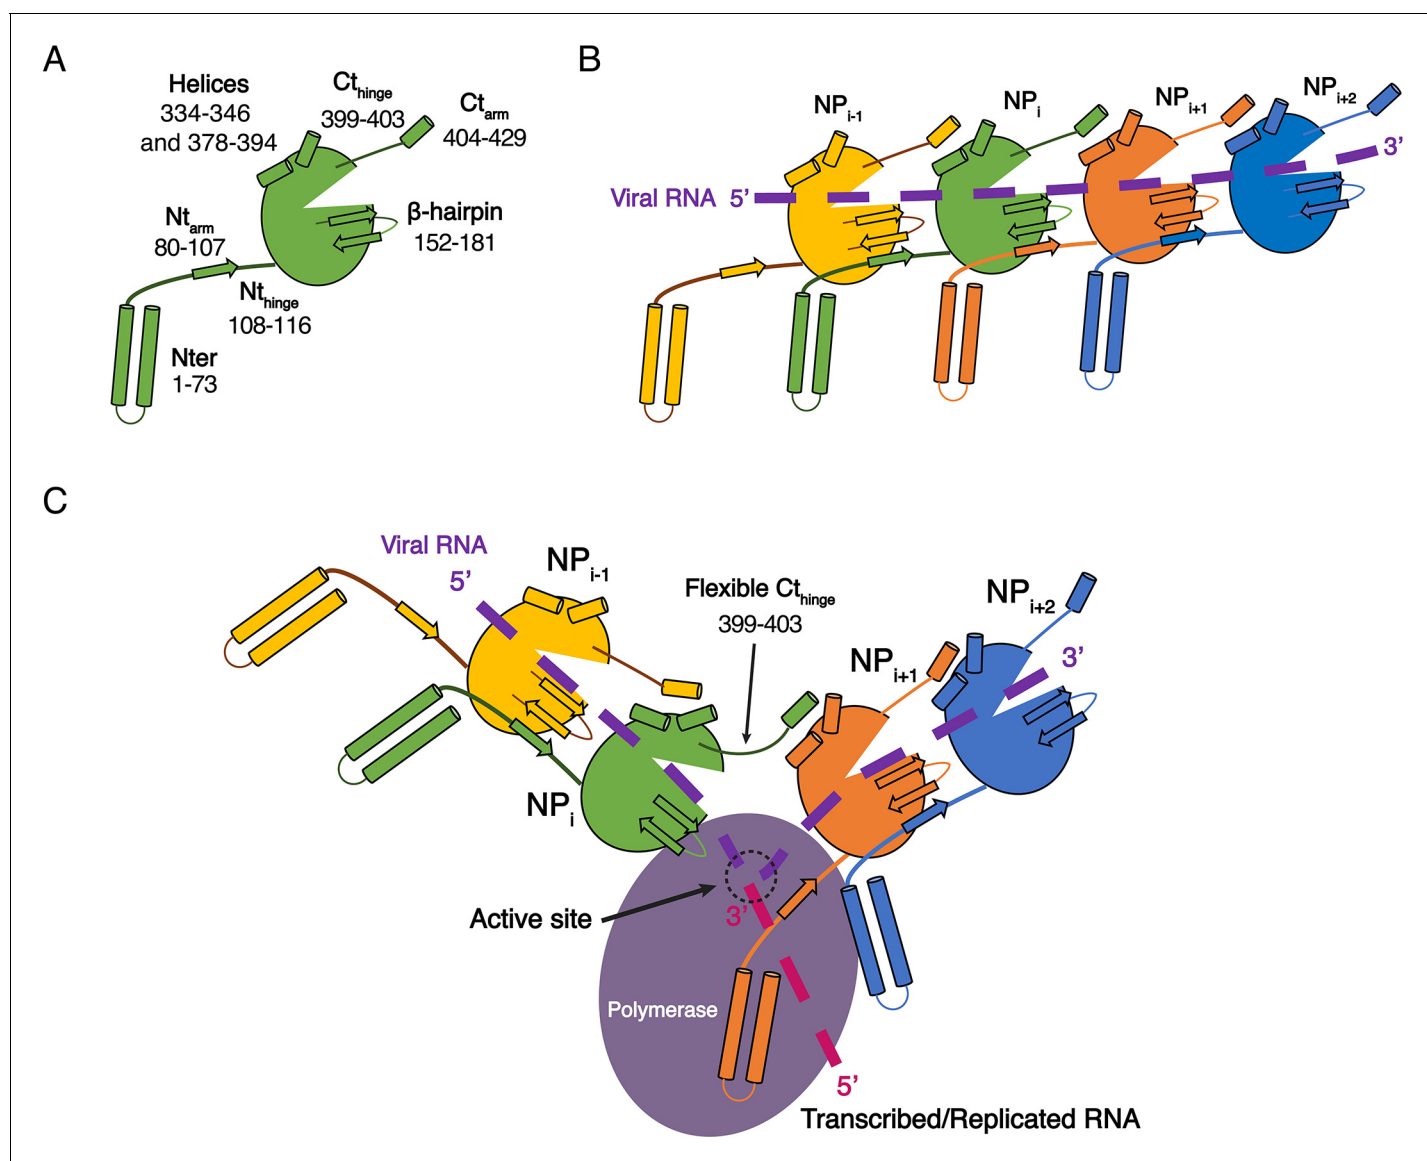 A
Helices
334-346
and 378-394
Cthinge
399-403
Ctarm
404-429
Ntarm
80-107
β-hairpin
152-181
Nthinge
108-116
Nter
1-73
B
NPi-1
NPi
NPi+1
NPi+2
Viral RNA 5’
3’
C
Viral RNA
5’
NPi-1
Flexible Cthinge
399-403
NPi+2
NPi+1
3’
NPi
Active site
3’
Polymerase
5’
Transcribed/Replicated RNA